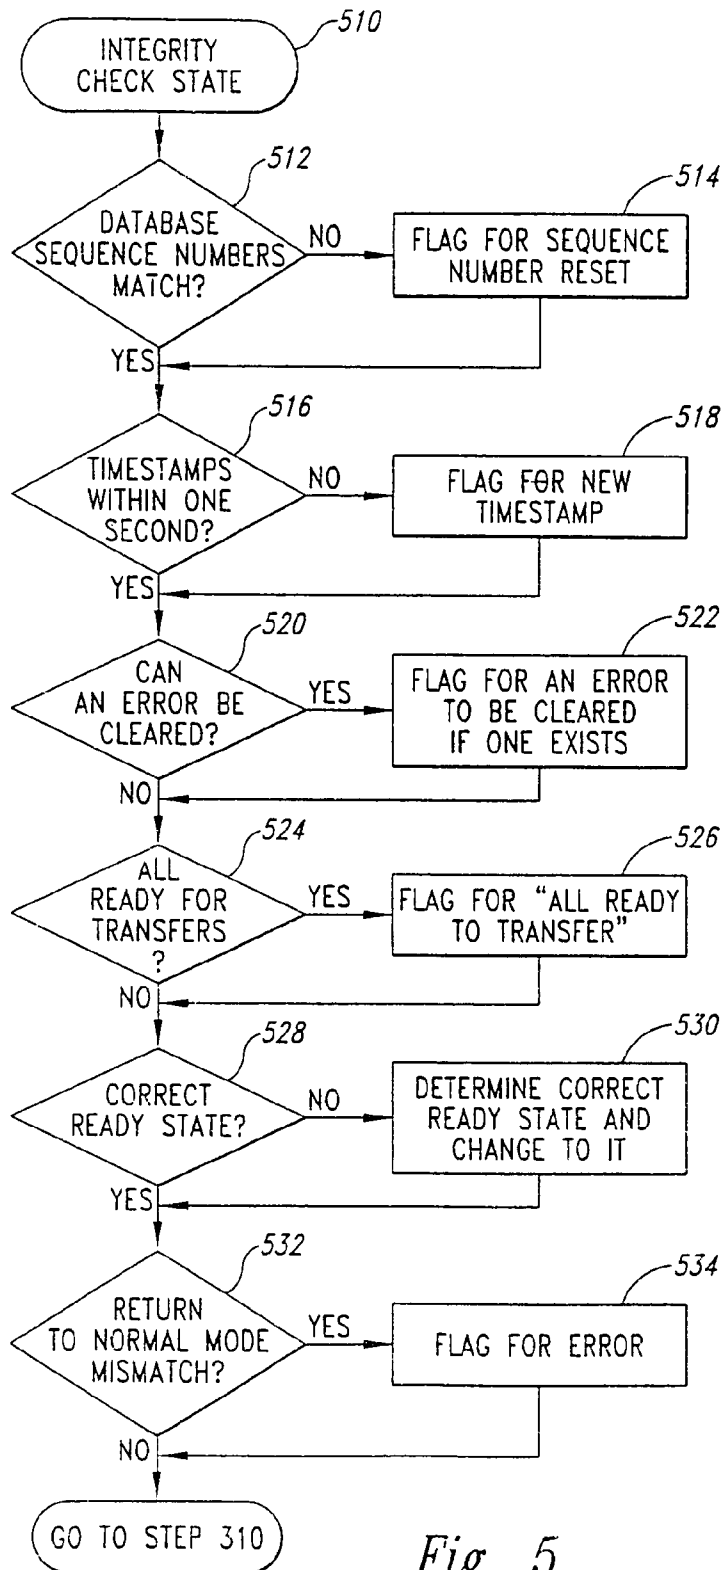 510
INTEGRITY
CHECK STATE
512
DATABASE
SEQUENCE NUMBERS
MATCH?
NO
514
FLAG FOR SEQUENCE
NUMBER RESET
YES
516
TIMESTAMPS
WITHIN ONE
SECOND?
NO
518
FLAG FOR NEW
TIMESTAMP
YES
520
CAN
AN ERROR BE
CLEARED?
YES
522
FLAG FOR AN ERROR
TO BE CLEARED
IF ONE EXISTS
NO
524
ALL
READY FOR
TRANSFERS
?
YES
526
FLAG FOR “ALL READY
TO TRANSFER”
NO
528
CORRECT
READY STATE?
NO
530
DETERMINE CORRECT
READY STATE AND
CHANGE TO IT
YES
532
RETURN
TO NORMAL MODE
MISMATCH?
YES
534
FLAG FOR ERROR
NO
GO TO STEP 310
Fig. 5